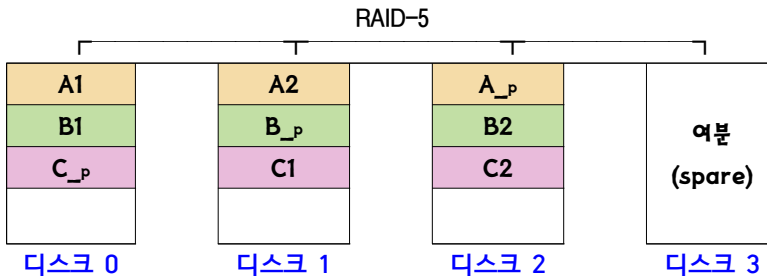 RAID-5
A1 A2 A_p
B1 B_p B2 여분
C_p C1 C2 (spare)
디스크 0 디스크 1 디스크 2 디스크 3